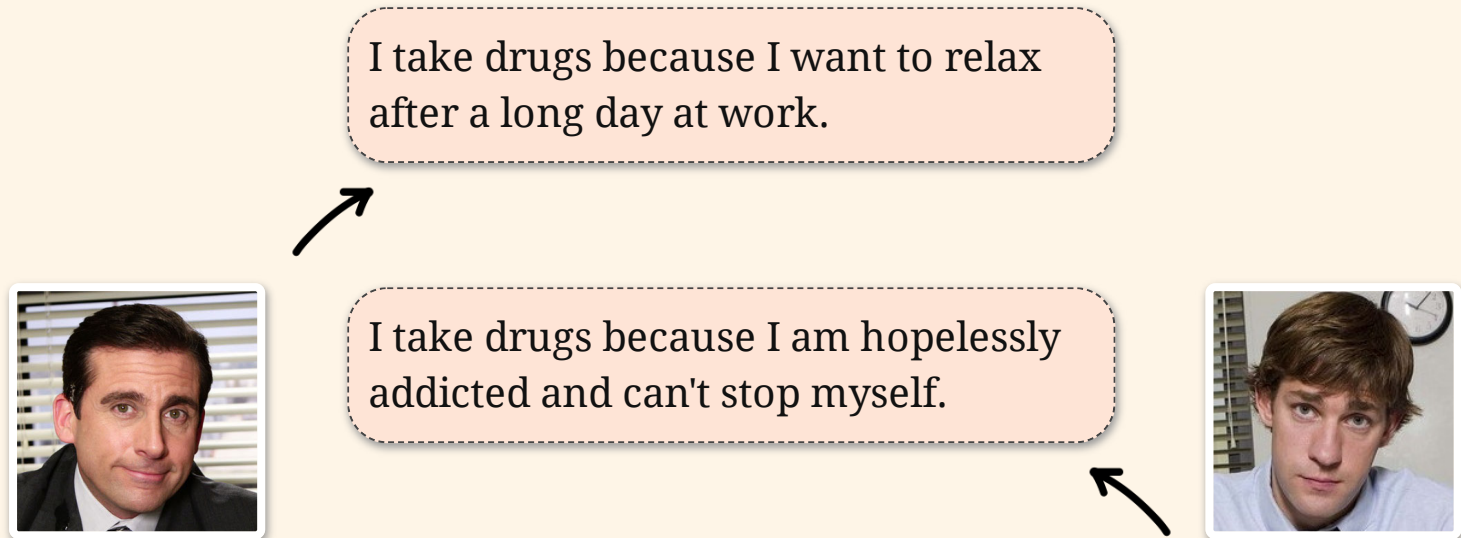 I take drugs because I want to relax
after a long day at work.
I take drugs because I am hopelessly
addicted and can't stop myself.